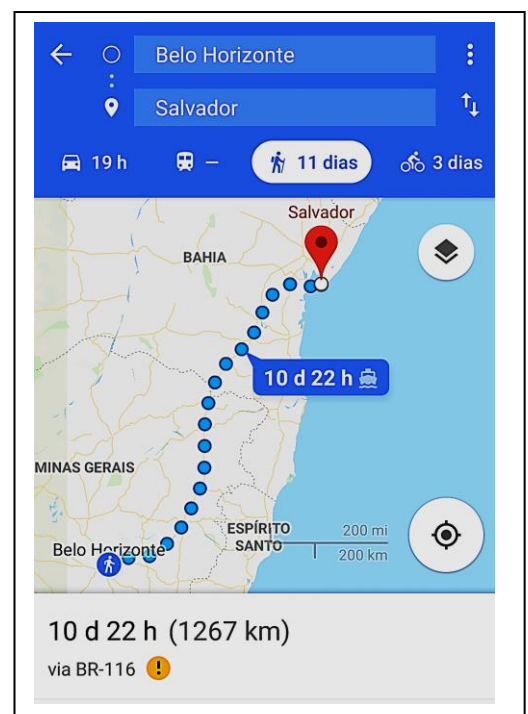 Belo Horizonte
Salvador
19 h
–
11 dias
3 dias
Salvador
BAHIA
10 d 22 h
MINAS GERAIS
ESPÍRITO
SANTO
200 mi
200 km
Belo Horizonte
10 d 22 h (1267 km)
via BR-116